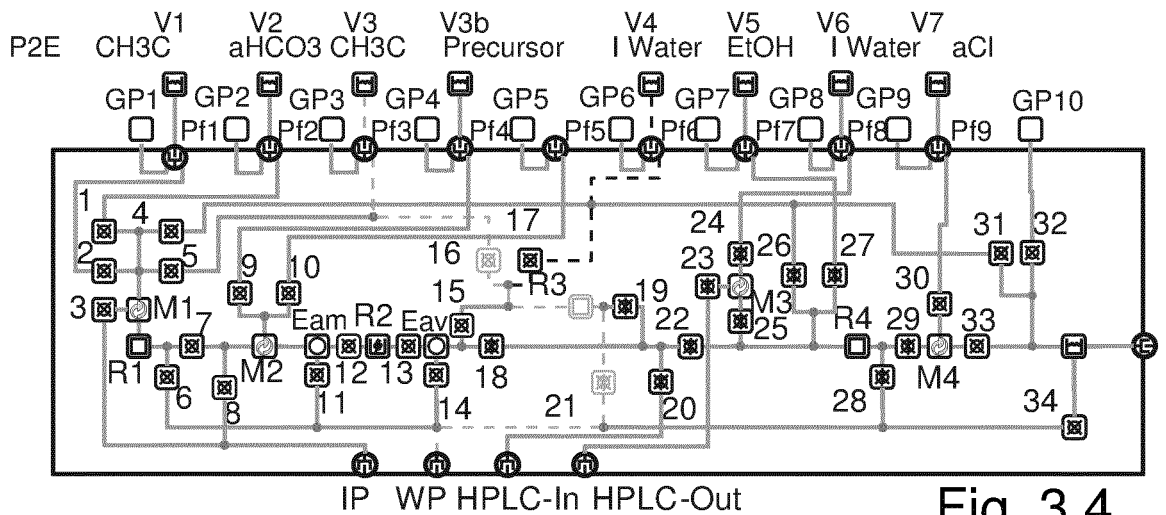 V1 V2 V3 V3b V4 V5 V6 V7
P2E CH3C aHCO3 CH3C Precursor I Water EtOH I Water aCl
GP1 GP2 GP3 GP4 GP5 GP6 GP7 GP8 GP9 GP10
Pf1 Pf2 Pf3 Pf4 Pf5 Pf6 Pf7 Pf8 Pf9
1 4 17 24 31 32
2 5 9 10 16 23 26 27
3 M1 7 Eam R2 Eav 15 R3 19 22 M3 25 R4 30 29 33
R1 6 M2 12 13 18 M4
8 11 14 21 20 28 34
IP WP HPLC-In HPLC-Out
Fig. 3.4